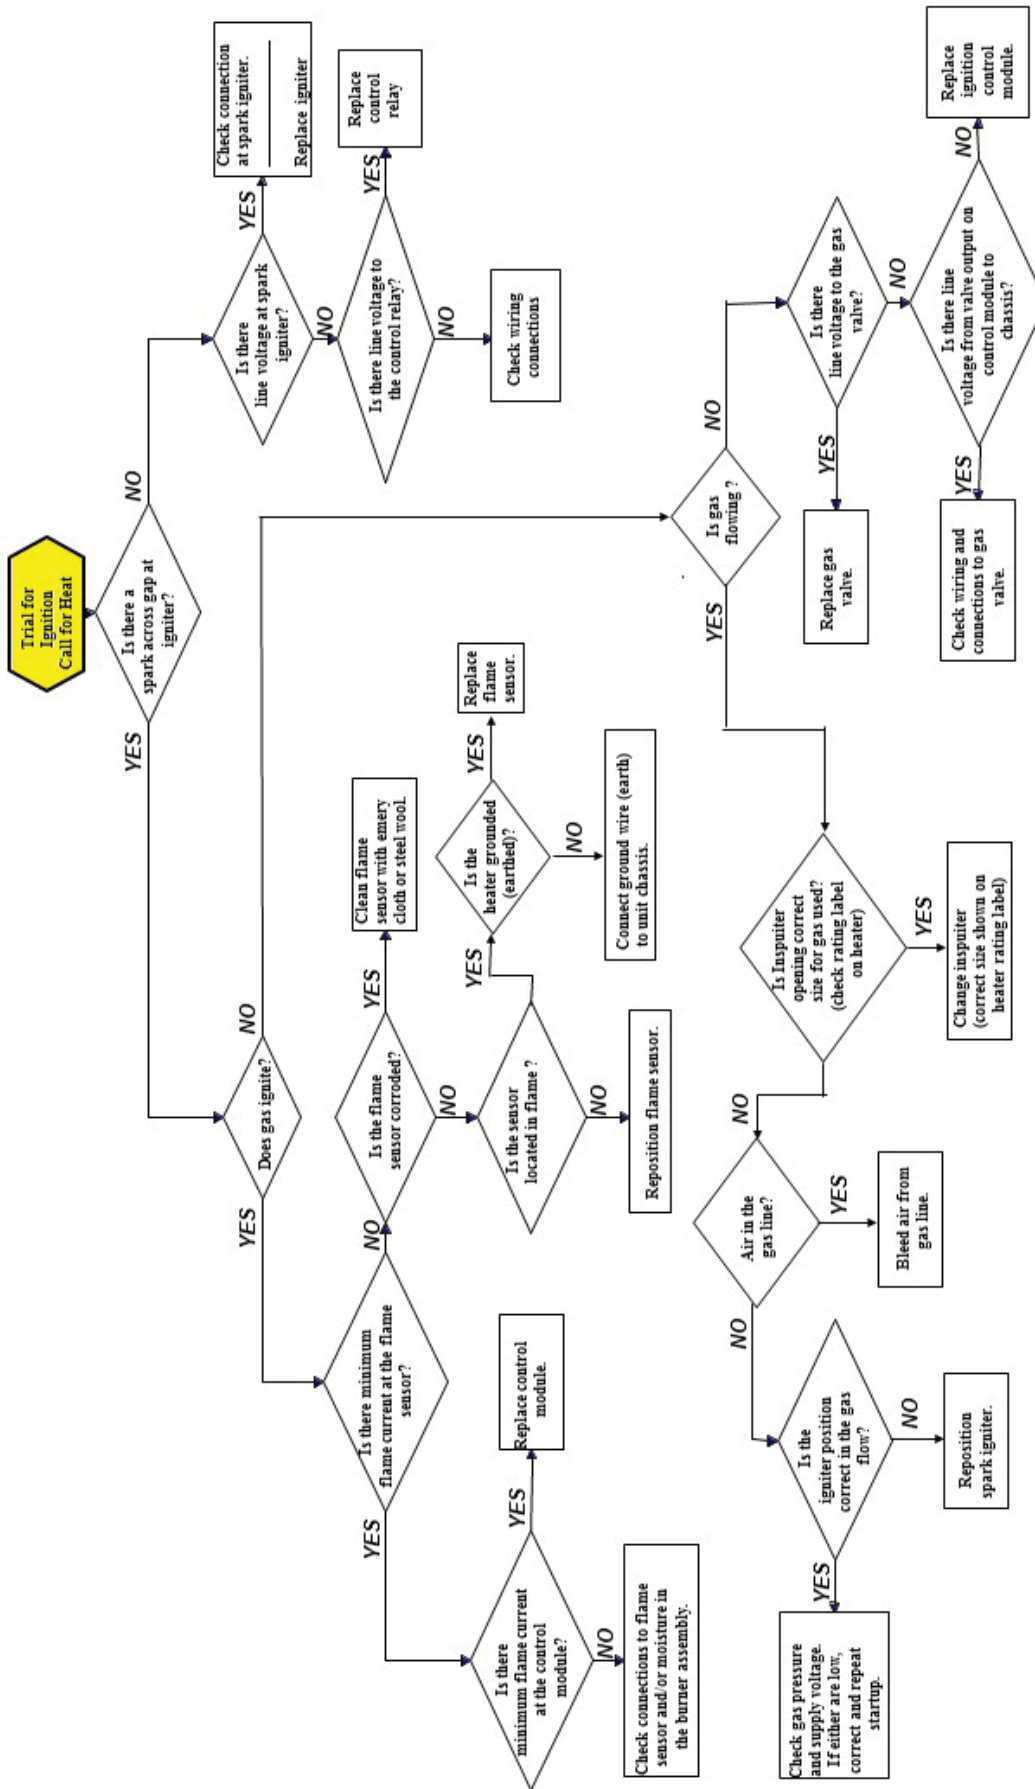 Trial for
Ignition
Call for Heat
Is there a
spark across gap at
igniter?
YES
NO
Does gas ignite?
YES
NO
Is there
line voltage at spark
igniter?
YES
Check connection
at spark igniter.
Replace igniter
NO
Is there line voltage to
the control relay?
YES
Replace
control
relay
NO
Check wiring
connections
Is there minimum
flame current at the flame
sensor?
YES
NO
Is the flame
sensor corroded?
YES
Clean flame
sensor with emery
cloth or steel wool.
NO
Is the sensor
located in flame ?
YES
Is the
heater grounded
(earthed)?
YES
Replace
flame
sensor.
NO
Connect ground wire (earth)
to unit chassis.
NO
Reposition flame sensor.
Is there
minimum flame current
at the control
module?
YES
Replace control
module.
NO
Check connections to flame
sensor and/or moisture in
the burner assembly.
Is gas
flowing ?
YES
NO
Is there
line voltage to the gas
valve?
YES
Replace gas
valve.
NO
Is there line
voltage from valve output on
control module to
chassis?
NO
Replace
ignition
control
module.
YES
Check wiring and
connections to gas
valve.
Is Inspuiter
opening correct
size for gas used?
(check rating label
on heater)
YES
Change inspuiter
(correct size shown on
heater rating label)
NO
Air in the
gas line?
YES
Bleed air from
gas line.
NO
Is the
igniter position
correct in the gas
flow?
NO
Reposition
spark igniter.
YES
Check gas pressure
and supply voltage.
If either are low,
correct and repeat
startup.